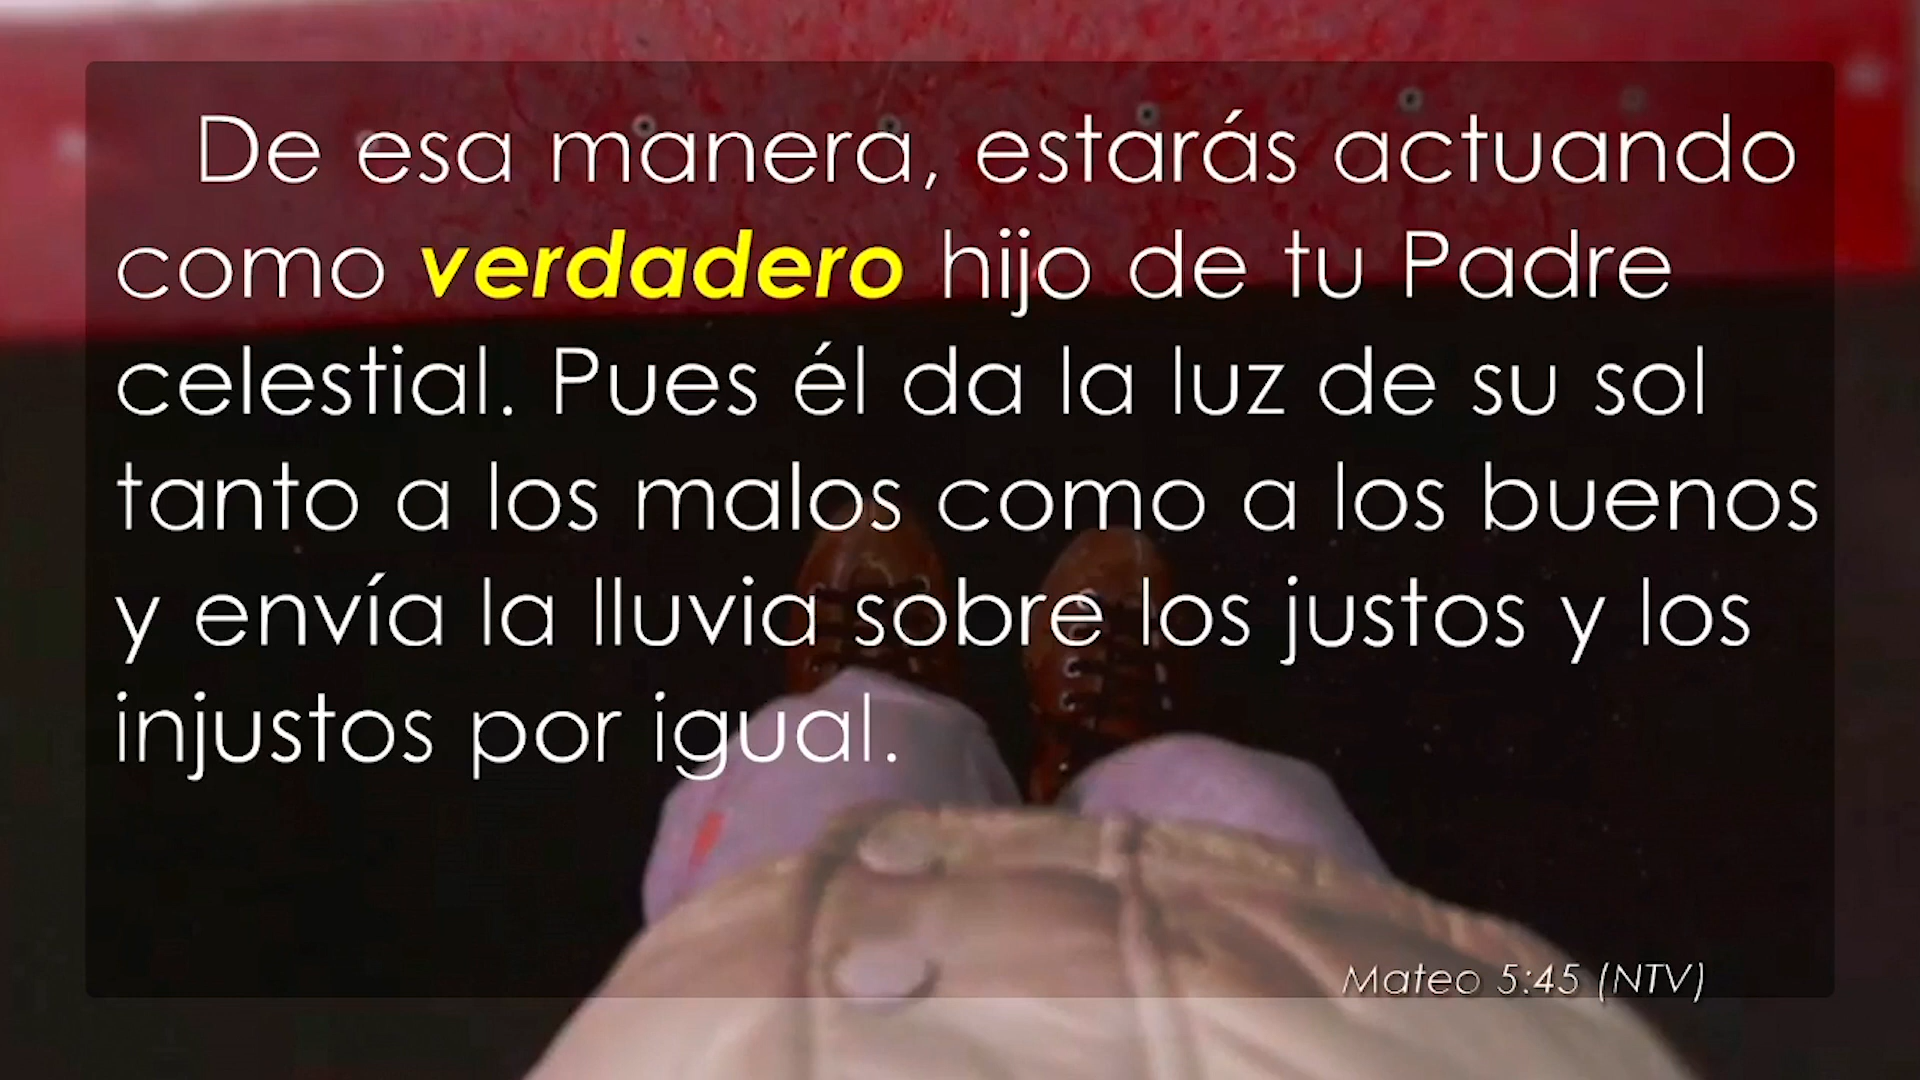 De esa manera, estarás actuando
como verdadero hijo de tu Padre
celestial. Pues él da la luz de su sol
tanto a los malos como a los buenos
y envía la lluvia sobre los justos y los
injustos por igual.
Mateo 5:45 (NTV)